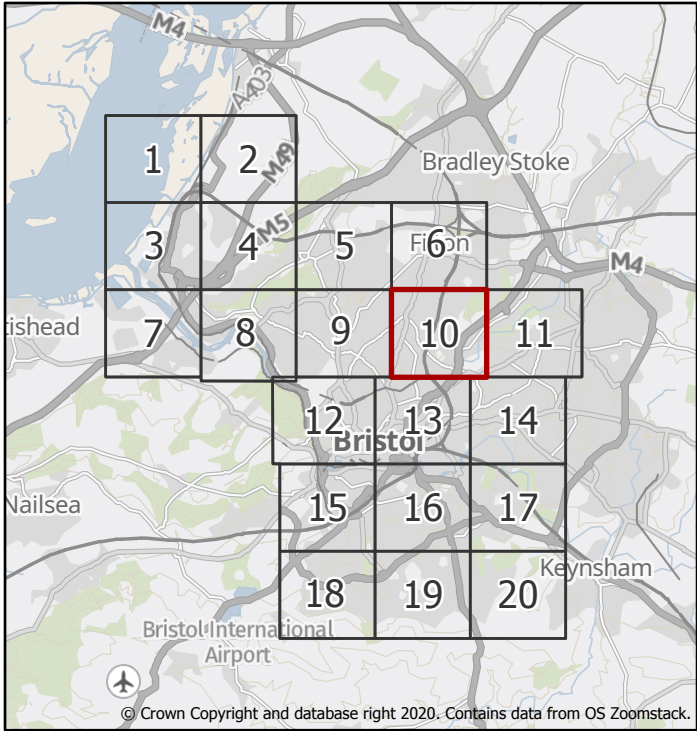 M4
A403
1
2
M49
Bradley Stoke
M5
3
4
5
6
Filton
M4
tishead
7
8
9
10
11
12
13
14
Bristol
Nailsea
15
16
17
Keynsham
18
19
20
Bristol International
Airport
© Crown Copyright and database right 2020. Contains data from OS Zoomstack.